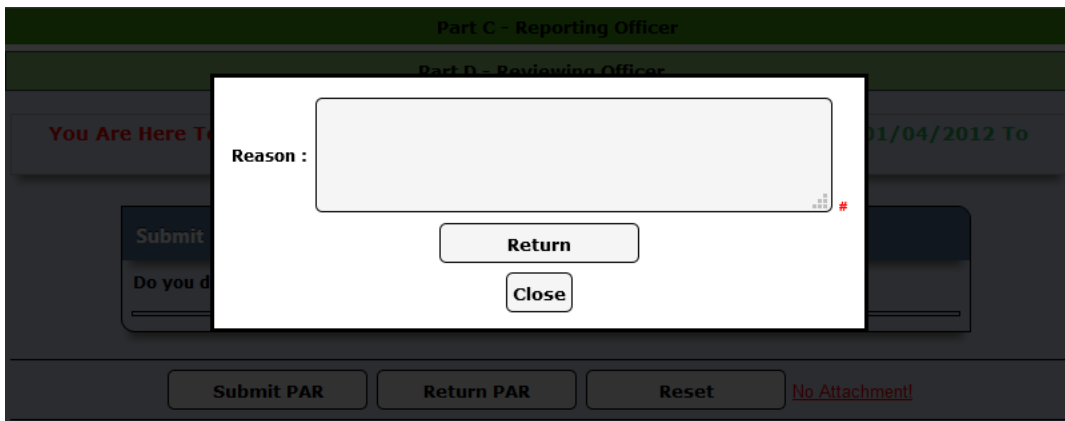 Part C - Reporting Officer
Part D - Reviewing Officer
You Are Here To
01/04/2012 To
Reason :
#
Submit
Return
Do you d
Close
Submit PAR
Return PAR
Reset
No Attachment!